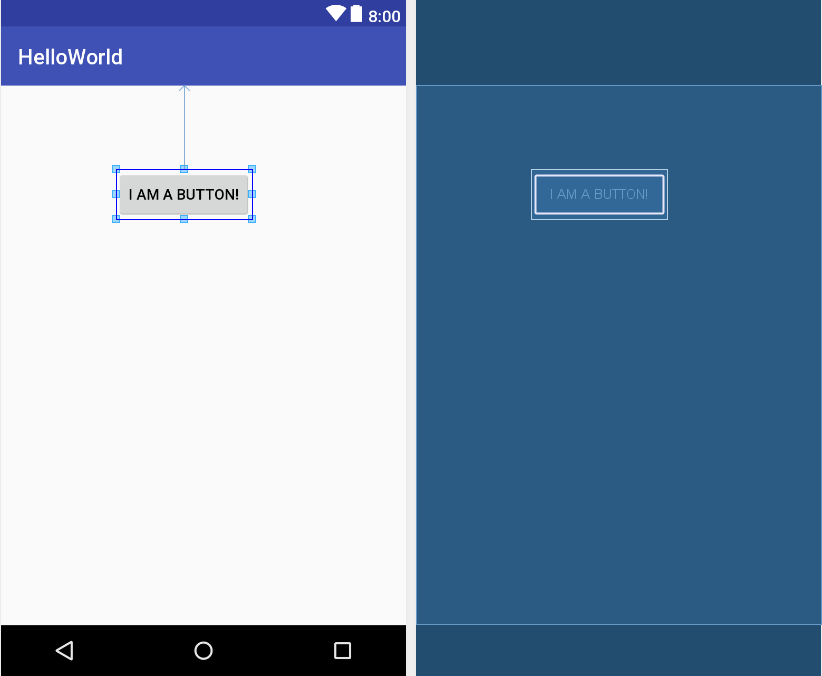 8:00
HelloWorld
I AM A BUTTON!
I AM A BUTTON!